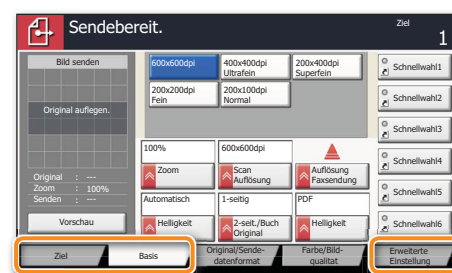 Sendebereit.
Ziel
1
Bild senden
Original auflegen.
Original : ---
Zoom : 100%
Senden : ---
Vorschau
600x600dpi
400x400dpi
Ultrafein
200x400dpi
Superfein
200x200dpi
Fein
200x100dpi
Normal
100%
Zoom
600x600dpi
Scan
Auflösung
Auflösung
Faxsendung
Automatisch
Helligkeit
1-seitig
2-seit./Buch
Original
PDF
Helligkeit
Schnellwahl1
Schnellwahl2
Schnellwahl3
Schnellwahl4
Schnellwahl5
Schnellwahl6
Ziel
Basis
Original/Sende-
datenformat
Farbe/Bild-
qualitat
Erweiterte
Einstellung